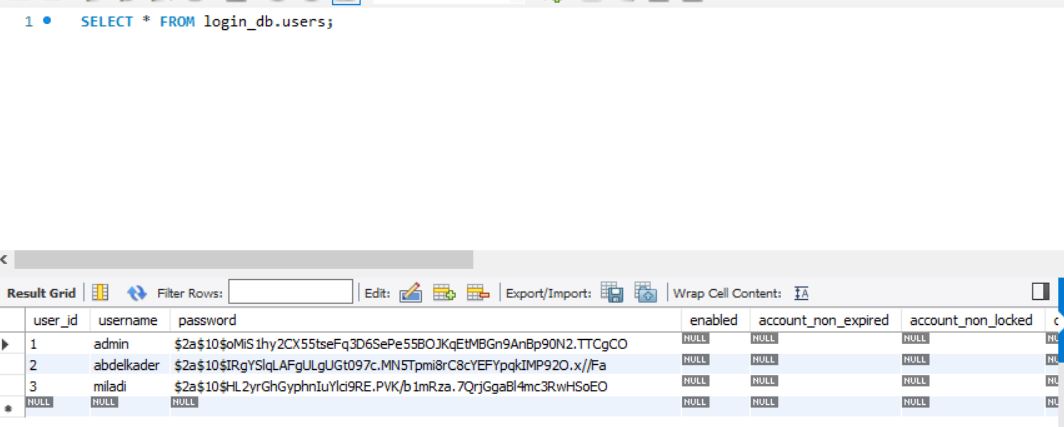 1 SELECT * FROM login_db.users;
Result Grid Filter Rows: Edit: Export/Import: Wrap Cell Content: IA
user_id username password enabled account_non_expired account_non_locked c
1 admin $2a$10$oMiS1hy2CX55tseFq3D6SePe55BOJKqEtMBGn9AnBp90N2.TTCgCO NULL NULL NULL NU
2 abdelkader $2a$10$IRgYSlqLAFgULgUGt097c.MN5Tpmi8rC8cYEFYpqkIMP92O.x//Fa NULL NULL NULL NU
3 miladi $2a$10$HL2yrGhGyphnIuYlci9RE.PVK/b1mRza.7QrjGgaBl4mc3RwHSoEO NULL NULL NULL NU
NULL NULL NULL NULL NULL NULL NU